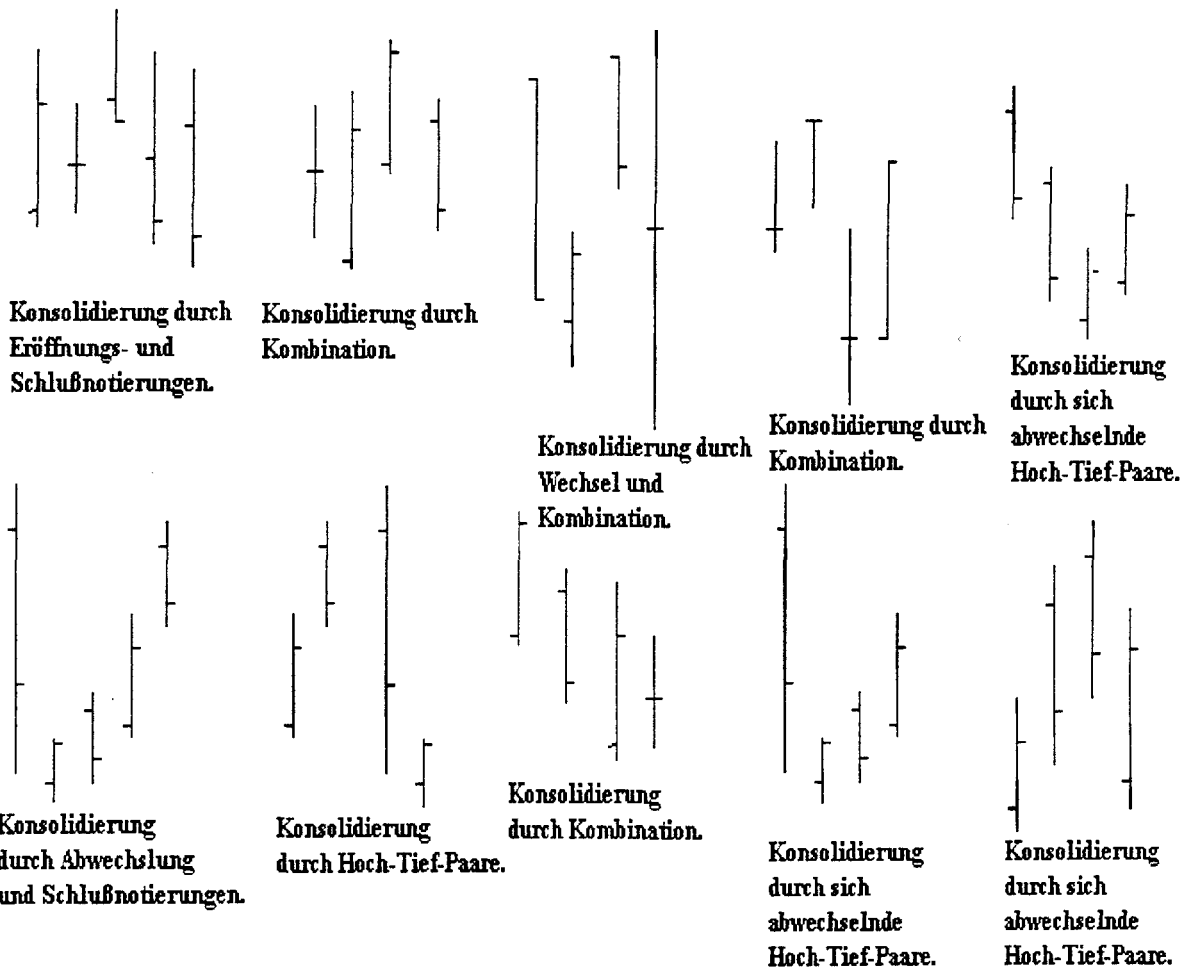 Konsolidierung durch
Eröffnungs- und
Schlußnotierungen.
Konsolidierung durch
Kombination.
Konsolidierung durch
Wechsel und
Kombination.
Konsolidierung durch
Kombination.
Konsolidierung
durch sich
abwechselnde
Hoch-Tief-Paare.
Konsolidierung
durch Abwechslung
und Schlußnotierungen.
Konsolidierung
durch Hoch-Tief-Paare.
Konsolidierung
durch Kombination.
Konsolidierung
durch sich
abwechselnde
Hoch-Tief-Paare.
Konsolidierung
durch sich
abwechselnde
Hoch-Tief-Paare.